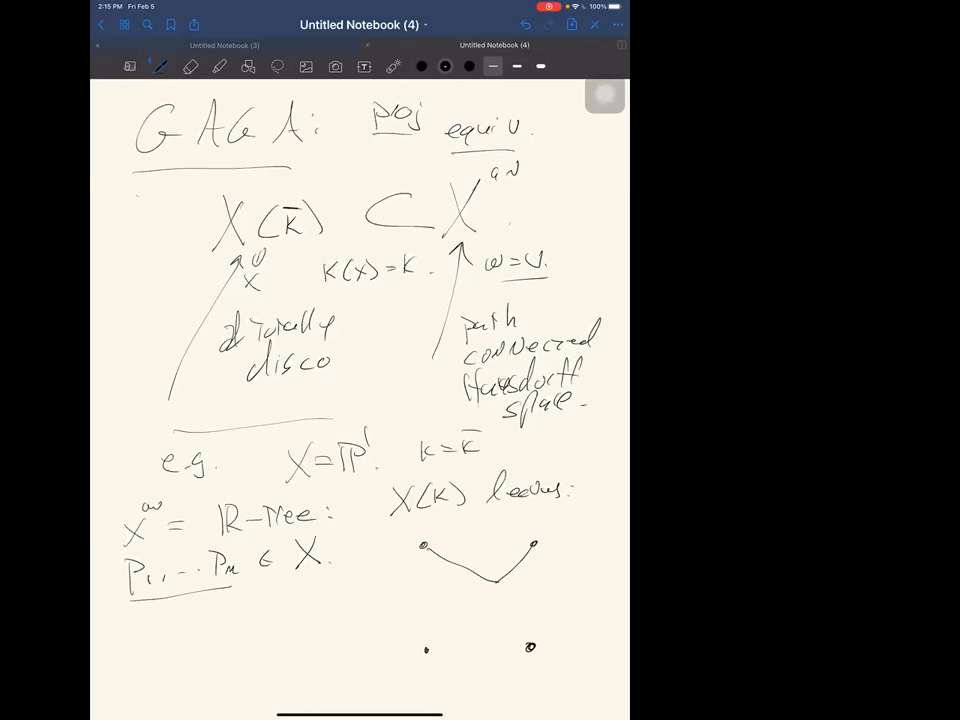 2:15 PM Fri Feb 5
100%
Untitled Notebook (4)
Untitled Notebook (3)
Untitled Notebook (4)
GAGA: proj equiv.
X(k̄) ⊂ X^an
x K(x)=K. w=v.
totally disco
path connected Hausdorff space.
e.g. X=ℙ¹. k=k̄
X(k) leaves:
X^an = ℝ-tree:
P₁, ... Pₙ ∈ X.